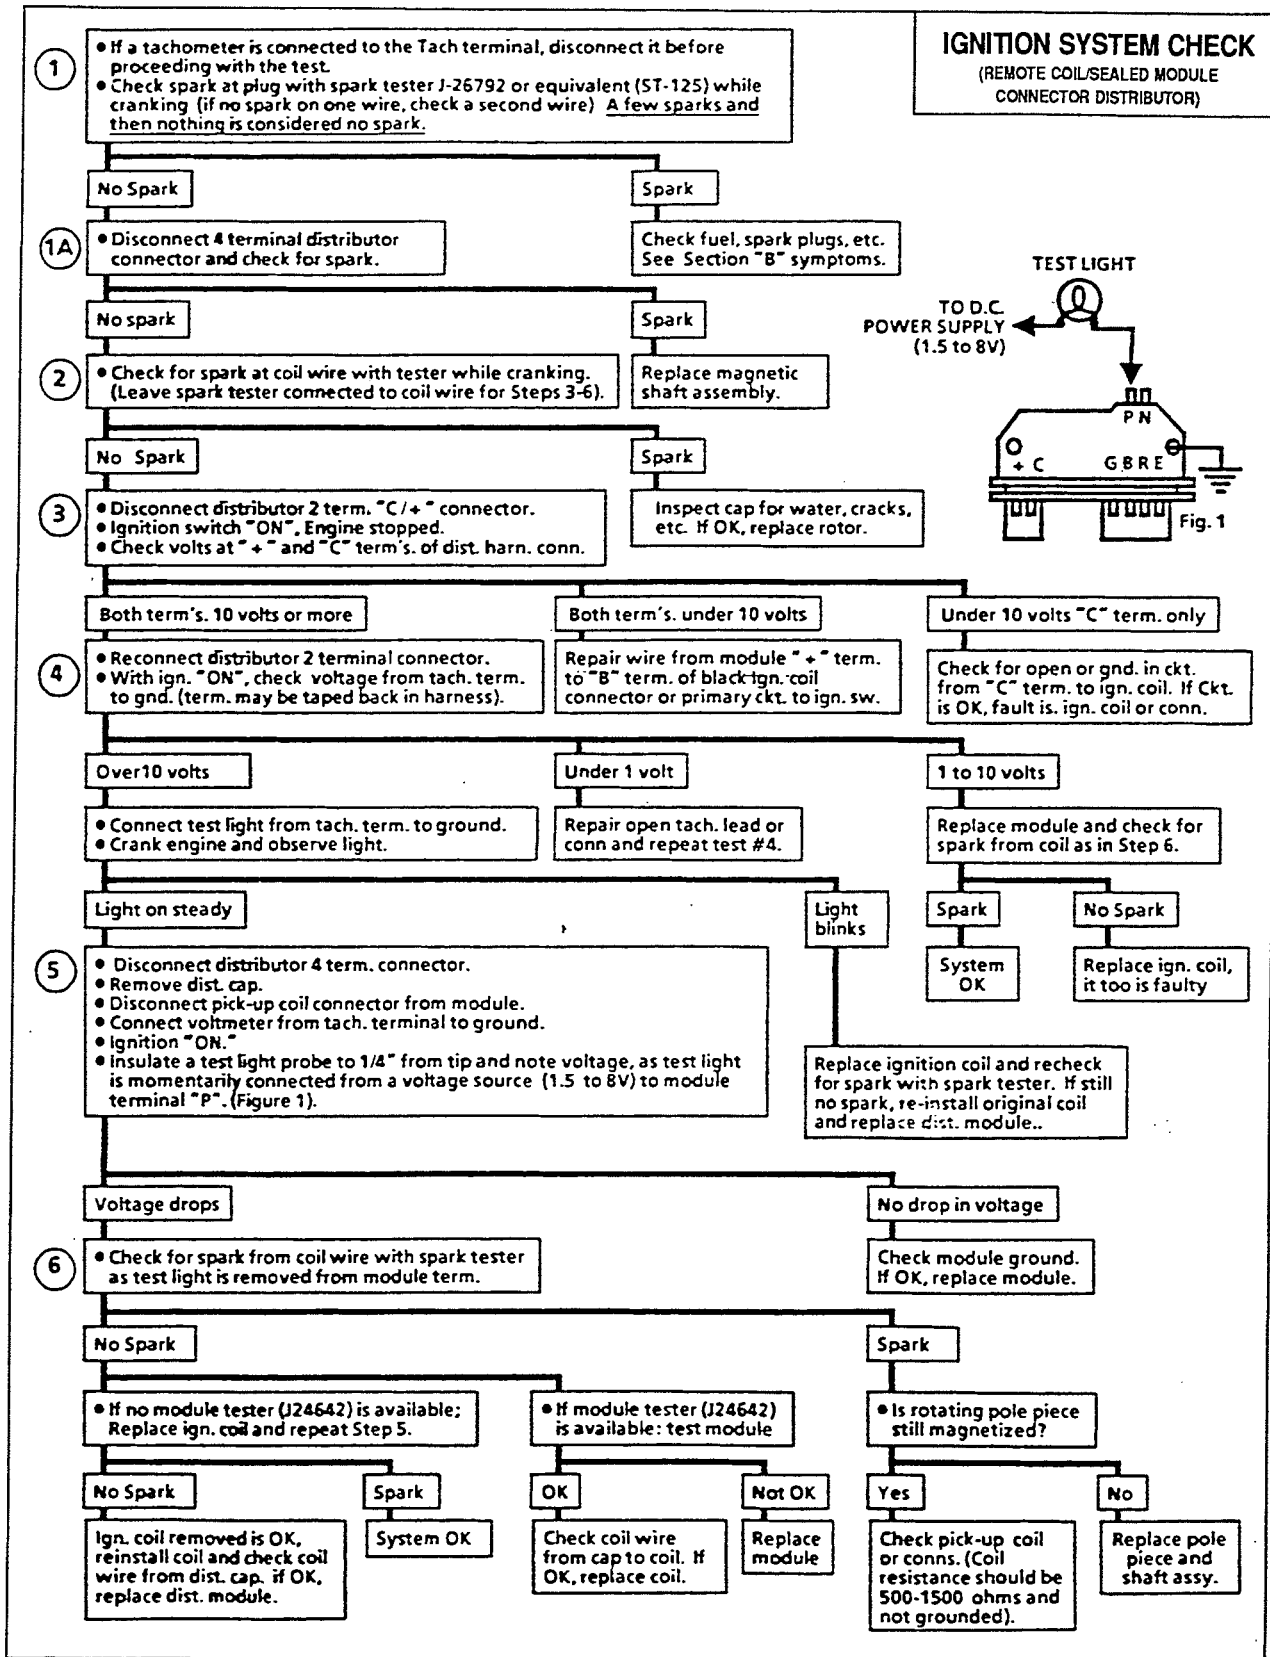 IGNITION SYSTEM CHECK
(REMOTE COIL/SEALED MODULE
CONNECTOR DISTRIBUTOR)
1
• If a tachometer is connected to the Tach terminal, disconnect it before
proceeding with the test.
• Check spark at plug with spark tester J-26792 or equivalent (ST-125) while
cranking (if no spark on one wire, check a second wire) A few sparks and
then nothing is considered no spark.
No Spark
Spark
1A
• Disconnect 4 terminal distributor
connector and check for spark.
Check fuel, spark plugs, etc.
See Section "B" symptoms.
No spark
Spark
2
• Check for spark at coil wire with tester while cranking.
(Leave spark tester connected to coil wire for Steps 3-6).
Replace magnetic
shaft assembly.
TEST LIGHT
TO D.C.
POWER SUPPLY
(1.5 to 8V)
P N
+ C
G B R E
Fig. 1
No Spark
Spark
3
• Disconnect distributor 2 term. "C/+" connector.
• Ignition switch "ON", Engine stopped.
• Check volts at "+" and "C" term's. of dist. harn. conn.
Inspect cap for water, cracks,
etc. If OK, replace rotor.
Both term's. 10 volts or more
Both term's. under 10 volts
Under 10 volts "C" term. only
4
• Reconnect distributor 2 terminal connector.
• With ign. "ON", check voltage from tach. term.
to gnd. (term. may be taped back in harness).
Repair wire from module "+" term.
to "B" term. of black ign. coil
connector or primary ckt. to ign. sw.
Check for open or gnd. in ckt.
from "C" term. to ign. coil. If Ckt.
is OK, fault is. ign. coil or conn.
Over 10 volts
Under 1 volt
1 to 10 volts
• Connect test light from tach. term. to ground.
• Crank engine and observe light.
Repair open tach. lead or
conn and repeat test #4.
Replace module and check for
spark from coil as in Step 6.
Light on steady
Light
blinks
Spark
No Spark
System
OK
Replace ign. coil,
it too is faulty
5
• Disconnect distributor 4 term. connector.
• Remove dist. cap.
• Disconnect pick-up coil connector from module.
• Connect voltmeter from tach. terminal to ground.
• Ignition "ON."
• Insulate a test light probe to 1/4" from tip and note voltage, as test light
is momentarily connected from a voltage source (1.5 to 8V) to module
terminal "P". (Figure 1).
Replace ignition coil and recheck
for spark with spark tester. If still
no spark, re-install original coil
and replace dist. module..
Voltage drops
No drop in voltage
6
• Check for spark from coil wire with spark tester
as test light is removed from module term.
Check module ground.
If OK, replace module.
No Spark
Spark
• If no module tester (J24642) is available;
Replace ign. coil and repeat Step 5.
• If module tester (J24642)
is available: test module
• Is rotating pole piece
still magnetized?
No Spark
Spark
OK
Not OK
Yes
No
Ign. coil removed is OK,
reinstall coil and check coil
wire from dist. cap. if OK,
replace dist. module.
System OK
Check coil wire
from cap to coil. If
OK, replace coil.
Replace
module
Check pick-up coil
or conns. (Coil
resistance should be
500-1500 ohms and
not grounded).
Replace pole
piece and
shaft assy.